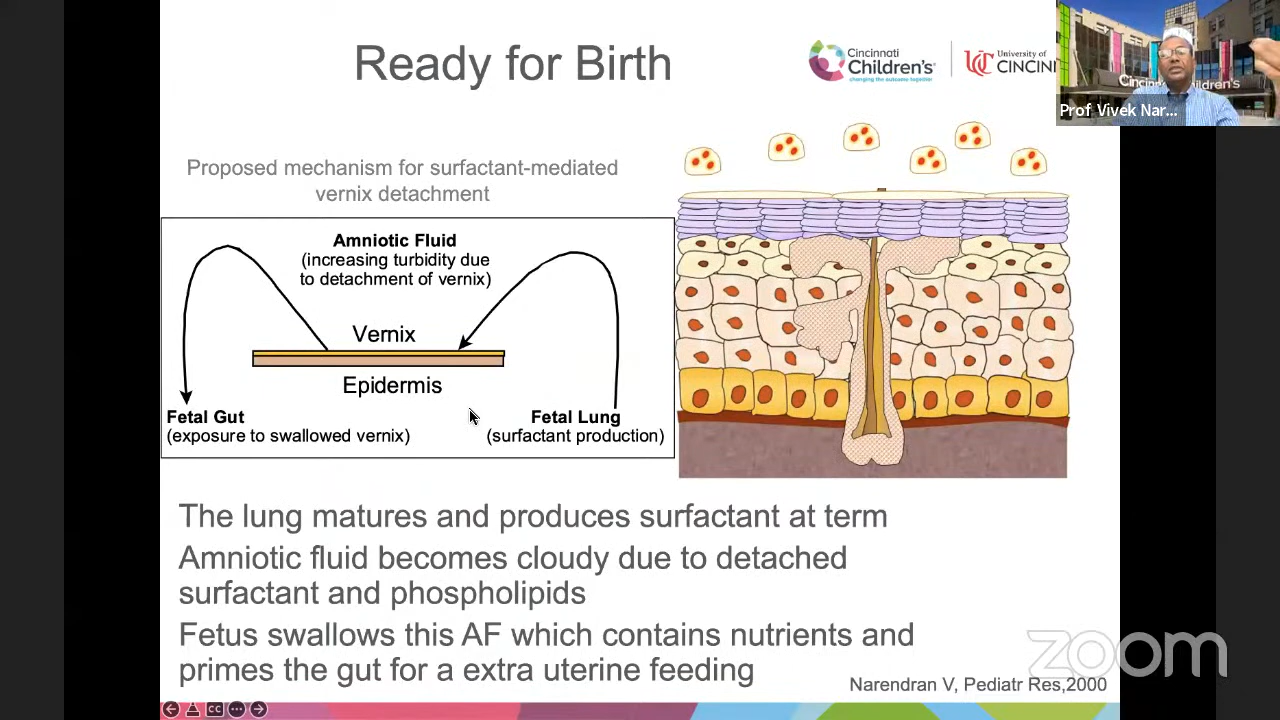 Ready for Birth
Cincinnati
Children's
changing the outcome together
University of
CINCINI
Cincinnati Children's
Prof Vivek Nar...
Proposed mechanism for surfactant-mediated
vernix detachment
Amniotic Fluid
(increasing turbidity due
to detachment of vernix)
Vernix
Epidermis
Fetal Gut
(exposure to swallowed vernix)
Fetal Lung
(surfactant production)
The lung matures and produces surfactant at term
Amniotic fluid becomes cloudy due to detached
surfactant and phospholipids
Fetus swallows this AF which contains nutrients and
primes the gut for a extra uterine feeding
zoom
Narendran V, Pediatr Res,2000
CC